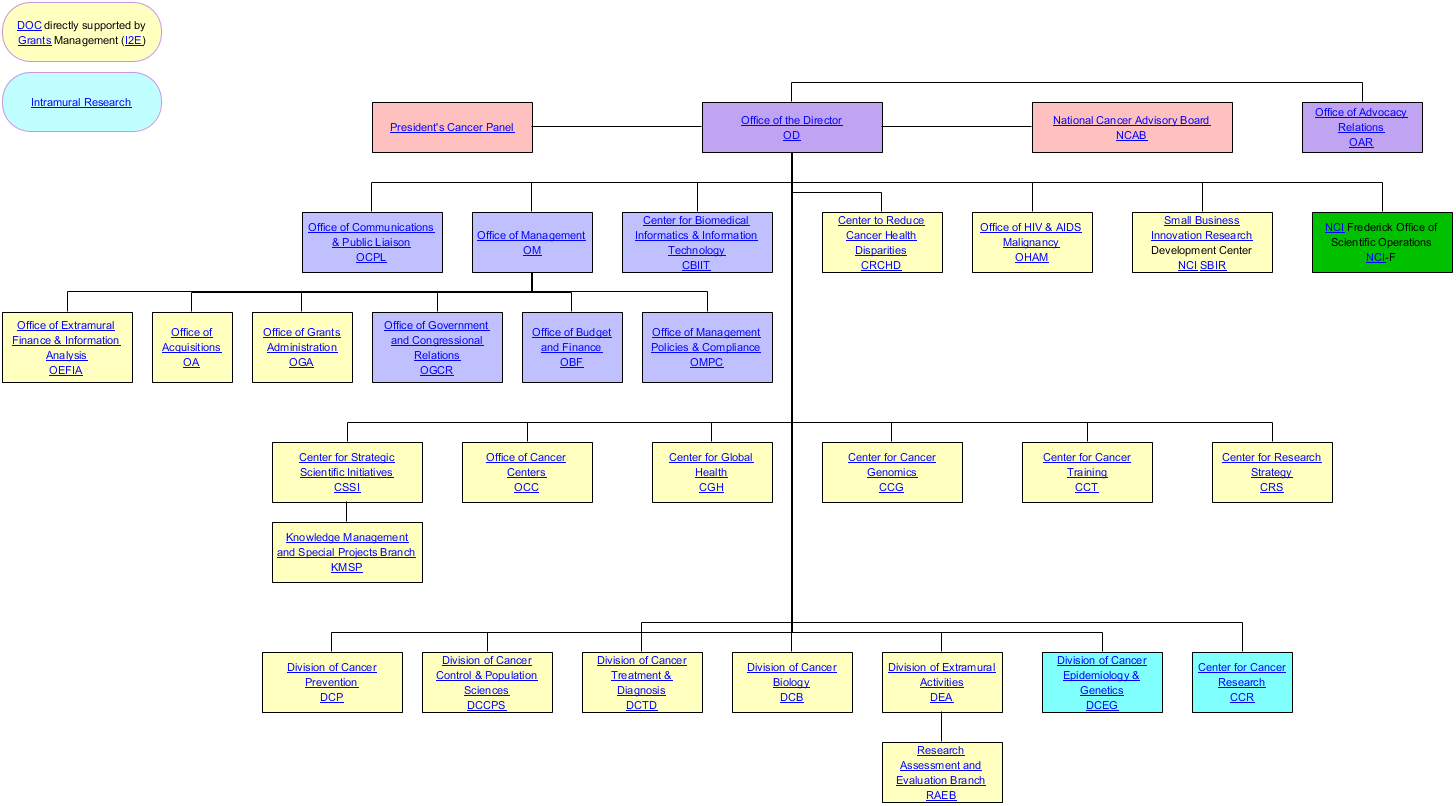 DOC directly supported by
Grants Management (I2E)
Intramural Research
President's Cancer Panel
Office of the Director
OD
National Cancer Advisory Board
NCAB
Office of Advocacy
Relations
OAR
Office of Communications
& Public Liaison
OCPL
Office of Management
OM
Center for Biomedical
Informatics & Information
Technology
CBIIT
Center to Reduce
Cancer Health
Disparities
CRCHD
Office of HIV & AIDS
Malignancy
OHAM
Small Business
Innovation Research
Development Center
NCI SBIR
NCI Frederick Office of
Scientific Operations
NCI-F
Office of Extramural
Finance & Information
Analysis
OEFIA
Office of
Acquisitions
OA
Office of Grants
Administration
OGA
Office of Government
and Congressional
Relations
OGCR
Office of Budget
and Finance
OBF
Office of Management
Policies & Compliance
OMPC
Center for Strategic
Scientific Initiatives
CSSI
Office of Cancer
Centers
OCC
Center for Global
Health
CGH
Center for Cancer
Genomics
CCG
Center for Cancer
Training
CCT
Center for Research
Strategy
CRS
Knowledge Management
and Special Projects Branch
KMSP
Division of Cancer
Prevention
DCP
Division of Cancer
Control & Population
Sciences
DCCPS
Division of Cancer
Treatment &
Diagnosis
DCTD
Division of Cancer
Biology
DCB
Division of Extramural
Activities
DEA
Division of Cancer
Epidemiology &
Genetics
DCEG
Center for Cancer
Research
CCR
Research
Assessment and
Evaluation Branch
RAEB